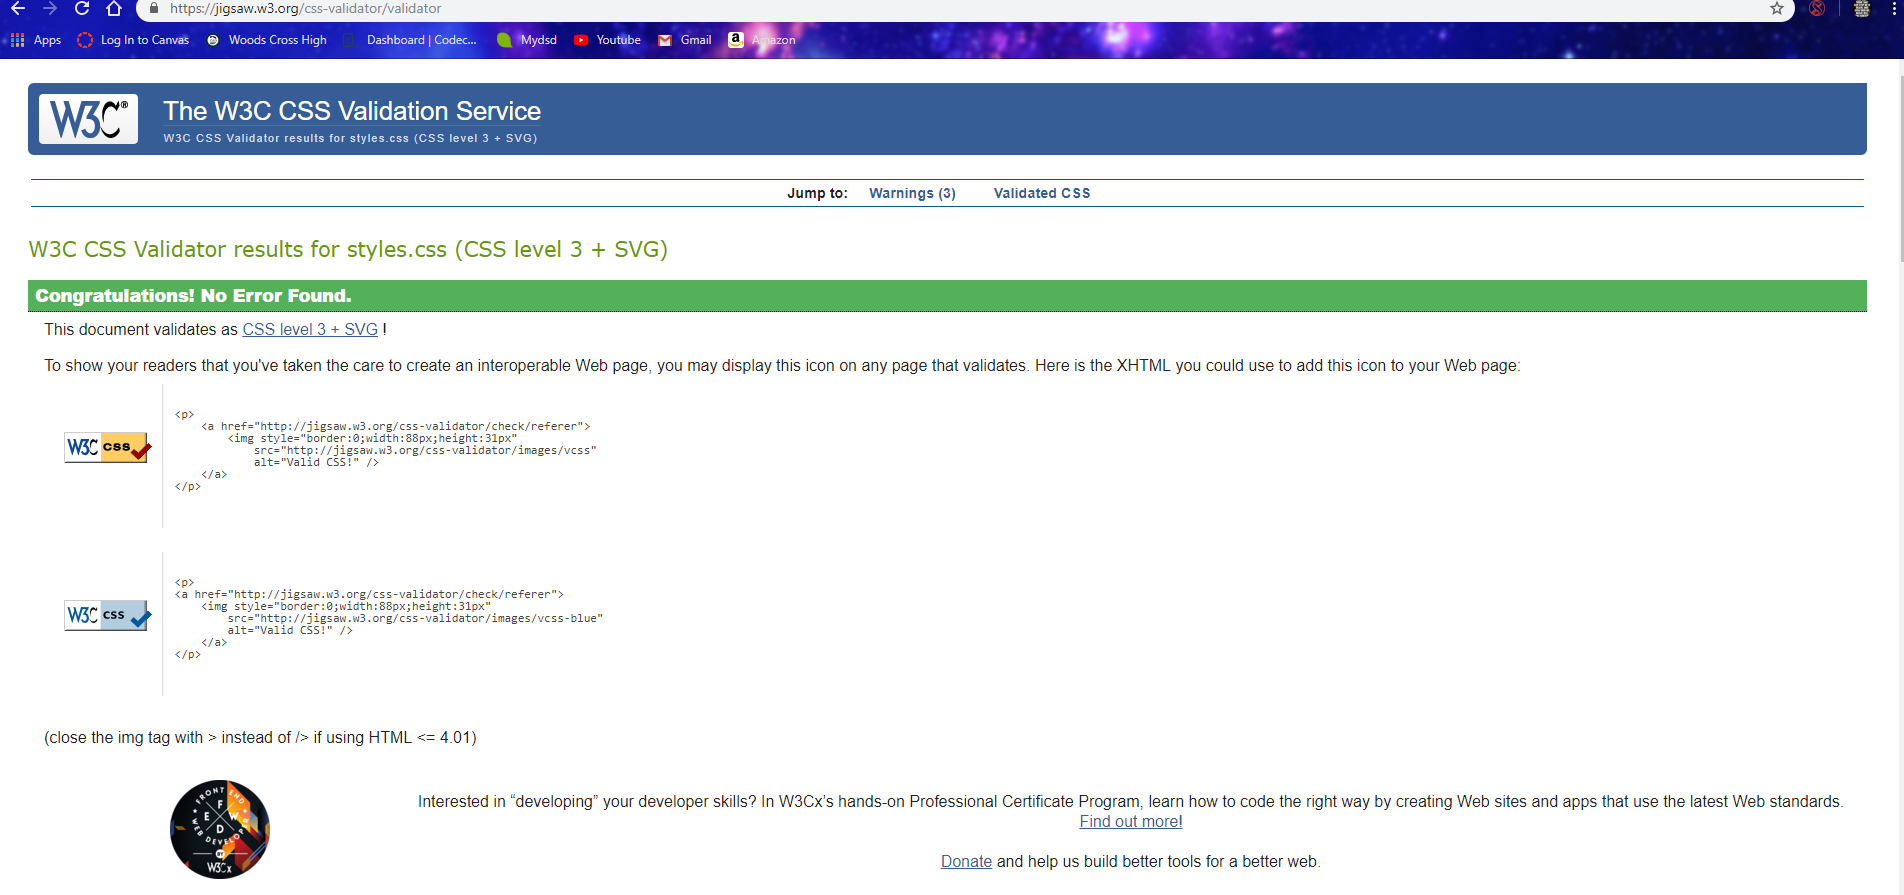 https://jigsaw.w3.org/css-validator/validator
Apps Log In to Canvas Woods Cross High Dashboard | Codec... Mydsd Youtube Gmail Amazon
W3C® The W3C CSS Validation Service
W3C CSS Validator results for styles.css (CSS level 3 + SVG)
Jump to: Warnings (3) Validated CSS
W3C CSS Validator results for styles.css (CSS level 3 + SVG)
Congratulations! No Error Found.
This document validates as CSS level 3 + SVG !
To show your readers that you've taken the care to create an interoperable Web page, you may display this icon on any page that validates. Here is the XHTML you could use to add this icon to your Web page:
W3C css
<p>
<a href="http://jigsaw.w3.org/css-validator/check/referer">
<img style="border:0;width:88px;height:31px"
src="http://jigsaw.w3.org/css-validator/images/vcss"
alt="Valid CSS!" />
</a>
</p>
W3C css
<p>
<a href="http://jigsaw.w3.org/css-validator/check/referer">
<img style="border:0;width:88px;height:31px"
src="http://jigsaw.w3.org/css-validator/images/vcss-blue"
alt="Valid CSS!" />
</a>
</p>
(close the img tag with > instead of /> if using HTML <= 4.01)
FRONT END WEB DEVELOPER
F E W D
BY
W3Cx
Interested in “developing” your developer skills? In W3Cx’s hands-on Professional Certificate Program, learn how to code the right way by creating Web sites and apps that use the latest Web standards.
Find out more!
Donate and help us build better tools for a better web.